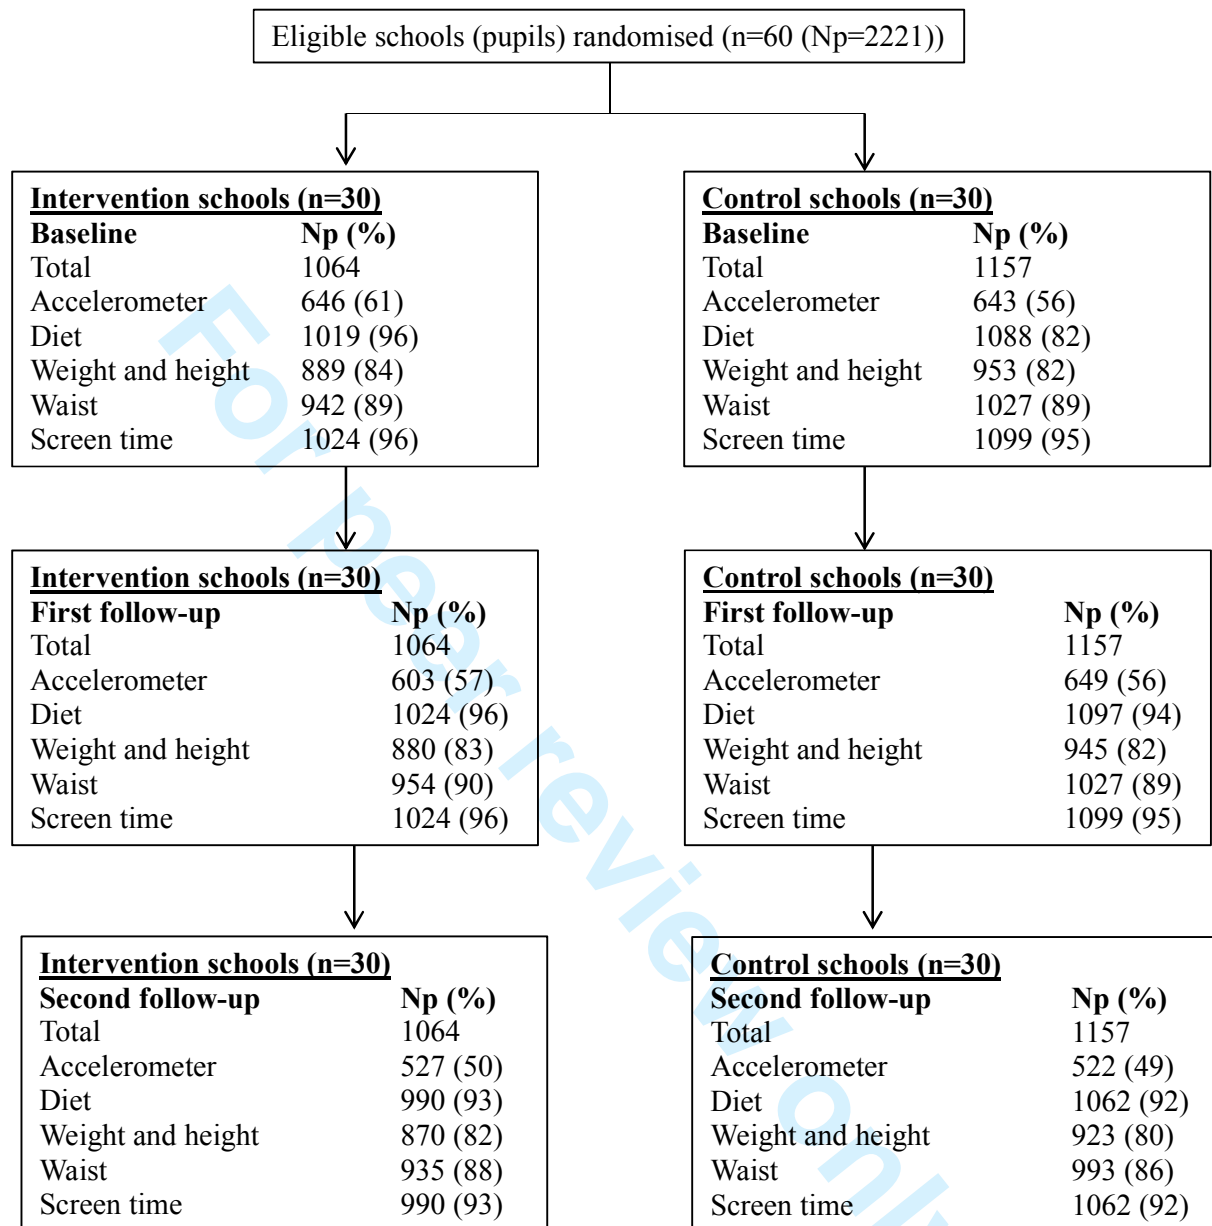 Eligible schools (pupils) randomised (n=60 (Np=2221))
Intervention schools (n=30)
Baseline Np (%)
Total 1064
Accelerometer 646 (61)
Diet 1019 (96)
Weight and height 889 (84)
Waist 942 (89)
Screen time 1024 (96)
Control schools (n=30)
Baseline Np (%)
Total 1157
Accelerometer 643 (56)
Diet 1088 (82)
Weight and height 953 (82)
Waist 1027 (89)
Screen time 1099 (95)
Intervention schools (n=30)
First follow-up Np (%)
Total 1064
Accelerometer 603 (57)
Diet 1024 (96)
Weight and height 880 (83)
Waist 954 (90)
Screen time 1024 (96)
Control schools (n=30)
First follow-up Np (%)
Total 1157
Accelerometer 649 (56)
Diet 1097 (94)
Weight and height 945 (82)
Waist 1027 (89)
Screen time 1099 (95)
Intervention schools (n=30)
Second follow-up Np (%)
Total 1064
Accelerometer 527 (50)
Diet 990 (93)
Weight and height 870 (82)
Waist 935 (88)
Screen time 990 (93)
Control schools (n=30)
Second follow-up Np (%)
Total 1157
Accelerometer 522 (49)
Diet 1062 (92)
Weight and height 923 (80)
Waist 993 (86)
Screen time 1062 (92)
For peer review only